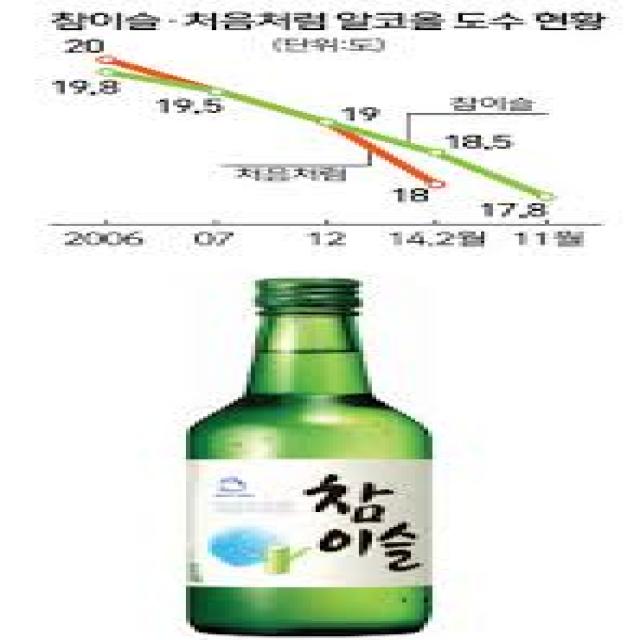 참이슬·처음처럼 알코올 도수 현황
(단위:도)
20
19.8
19.5
19
참이슬
18.5
처음처럼
18
17.8
2006 07 12 14.2월 11월
참
이슬